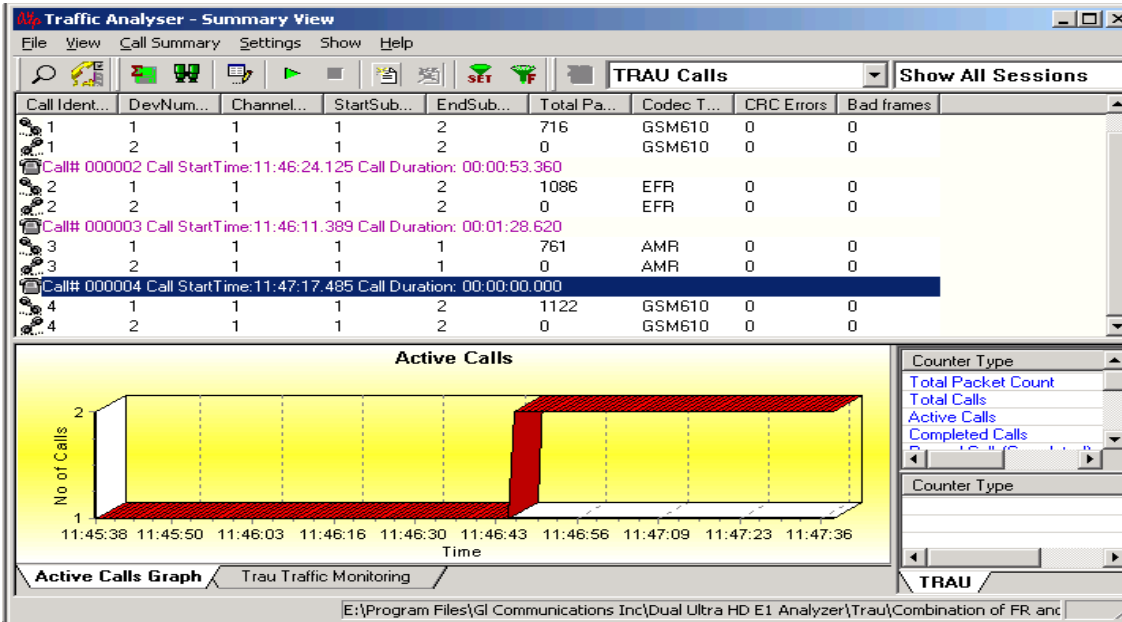 Traffic Analyser - Summary View
File View Call Summary Settings Show Help
SET F TRAU Calls Show All Sessions
Call Ident... DevNum... Channel... StartSub... EndSub... Total Pa... Codec T... CRC Errors Bad frames
1 1 1 1 2 716 GSM610 0 0
1 2 1 1 2 0 GSM610 0 0
Call# 000002 Call StartTime:11:46:24.125 Call Duration: 00:00:53.360
2 1 1 1 2 1086 EFR 0 0
2 2 1 1 2 0 EFR 0 0
Call# 000003 Call StartTime:11:46:11.389 Call Duration: 00:01:28.620
3 1 1 1 1 761 AMR 0 0
3 2 1 1 1 0 AMR 0 0
Call# 000004 Call StartTime:11:47:17.485 Call Duration: 00:00:00.000
4 1 1 1 2 1122 GSM610 0 0
4 2 1 1 2 0 GSM610 0 0
Active Calls
No of Calls
2
1
11:45:38 11:45:50 11:46:03 11:46:16 11:46:30 11:46:43 11:46:56 11:47:09 11:47:23 11:47:36
Time
Counter Type
Total Packet Count
Total Calls
Active Calls
Completed Calls
Counter Type
Active Calls Graph Trau Traffic Monitoring
TRAU
E:\Program Files\Gl Communications Inc\Dual Ultra HD E1 Analyzer\Trau\Combination of FR and